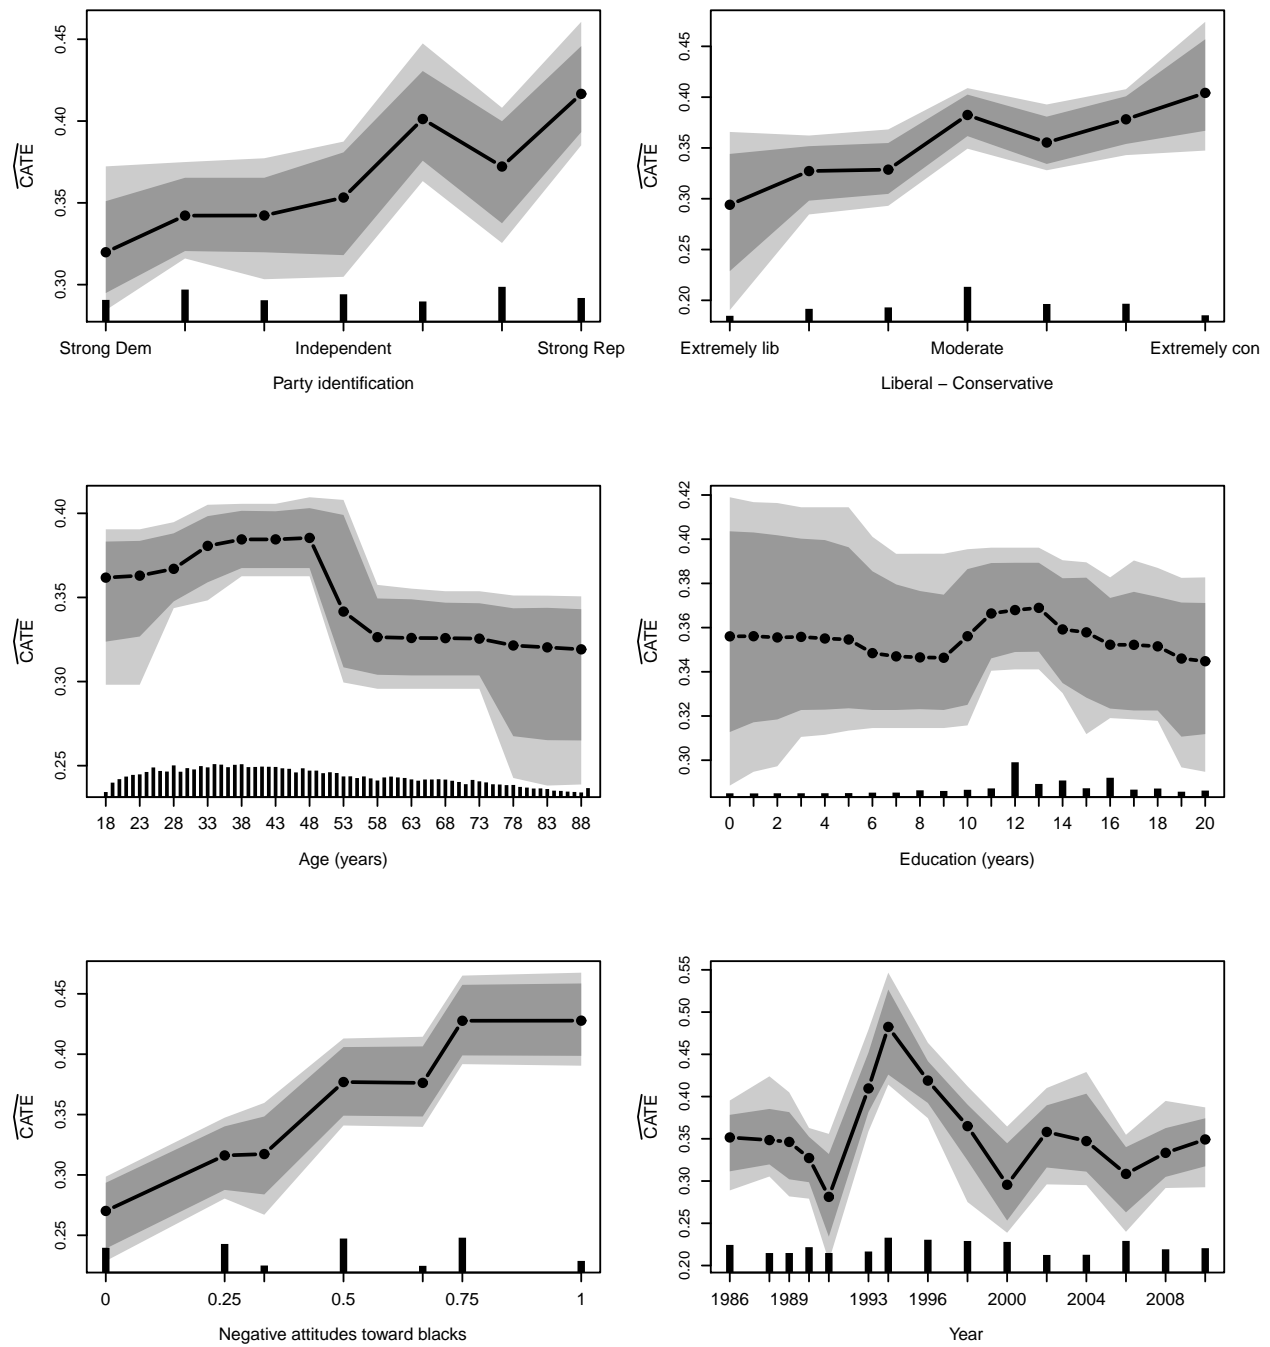 0.30 0.35 0.40 0.45
CATE
Strong Dem Independent Strong Rep
Party identification
0.20 0.25 0.30 0.35 0.40 0.45
CATE
Extremely lib Moderate Extremely con
Liberal – Conservative
0.25 0.30 0.35 0.40
CATE
18 23 28 33 38 43 48 53 58 63 68 73 78 83 88
Age (years)
0.30 0.32 0.34 0.36 0.38 0.40 0.42
CATE
0 2 4 6 8 10 12 14 16 18 20
Education (years)
0.25 0.30 0.35 0.40 0.45
CATE
0 0.25 0.5 0.75 1
Negative attitudes toward blacks
0.20 0.25 0.30 0.35 0.40 0.45 0.50 0.55
CATE
1986 1989 1993 1996 2000 2004 2008
Year